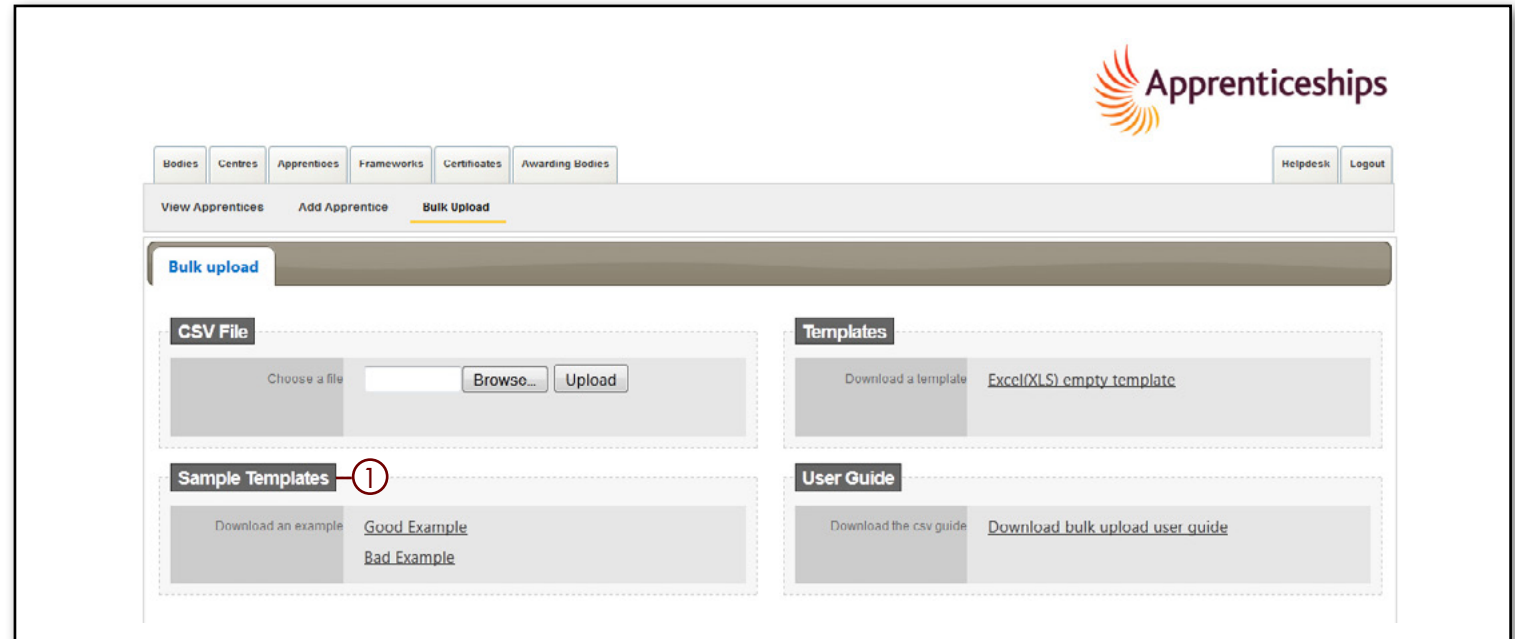 Apprenticeships
Bodies Centres Apprentices Frameworks Certificates Awarding Bodies Helpdesk Logout
View Apprentices Add Apprentice Bulk Upload
Bulk upload
CSV File
Choose a file Browse... Upload
Templates
Download a template Excel(XLS) empty template
Sample Templates 1
Download an example Good Example
Bad Example
User Guide
Download the csv guide Download bulk upload user guide